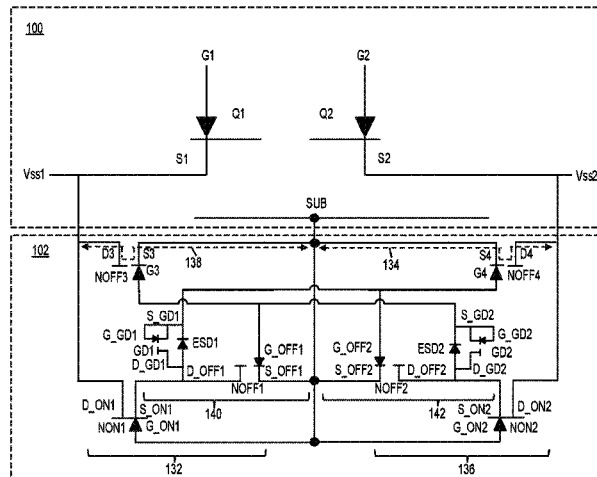 100
G1 G2
Q1 Q2
S1 S2
Vss1 Vss2
SUB
102
D3 S3 S4 D4
NOFF3 G3 138 134 G4 NOFF4
S_GD1 S_GD2
G_GD1 G_GD2
GD1 ESD1 G_OFF1 G_OFF2 ESD2 GD2
D_GD1 D_OFF1 S_OFF1 S_OFF2 D_OFF2 D_GD2
NOFF1 NOFF2
D_ON1 S_ON1 140 142 S_ON2 D_ON2
NON1 G_ON1 G_ON2 NON2
132 136